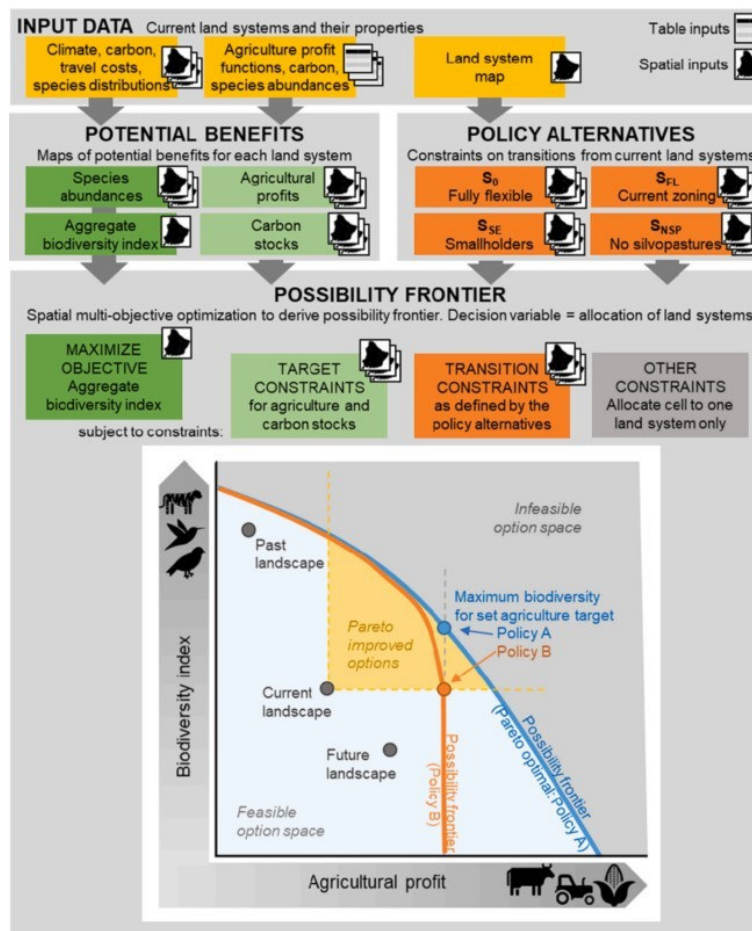 INPUT DATA Current land systems and their properties
Table inputs
Spatial inputs
Climate, carbon,
travel costs,
species distributions
Agriculture profit
functions, carbon,
species abundances
Land system
map
POTENTIAL BENEFITS
Maps of potential benefits for each land system
Species
abundances
Agricultural
profits
Aggregate
biodiversity index
Carbon
stocks
POLICY ALTERNATIVES
Constraints on transitions from current land systems
S0
Fully flexible
SFL
Current zoning
SSE
Smallholders
SNSP
No silvopastures
POSSIBILITY FRONTIER
Spatial multi-objective optimization to derive possibility frontier. Decision variable = allocation of land systems
MAXIMIZE
OBJECTIVE
Aggregate
biodiversity index
subject to constraints:
TARGET
CONSTRAINTS
for agriculture and
carbon stocks
TRANSITION
CONSTRAINTS
as defined by the
policy alternatives
OTHER
CONSTRAINTS
Allocate cell to one
land system only
Biodiversity index
Past
landscape
Infeasible
option space
Maximum biodiversity
for set agriculture target
Policy A
Policy B
Pareto
improved
options
Current
landscape
Future
landscape
Feasible
option space
Possibility frontier
(Policy B)
Possibility frontier
(Pareto optimal: Policy A)
Agricultural profit